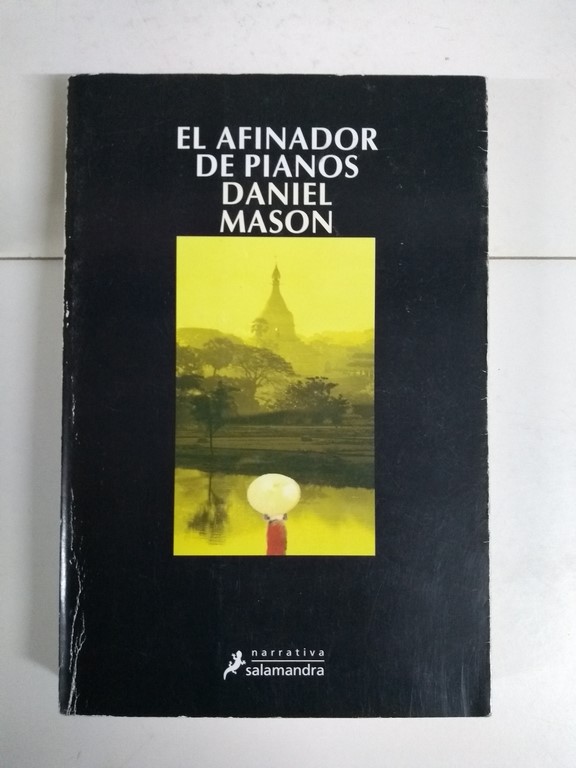 EL AFINADOR
DE PIANOS
DANIEL
MASON
narrativa
salamandra